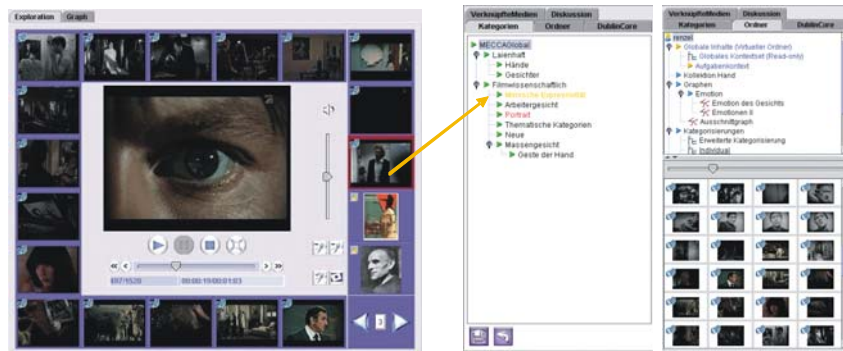 Exploration Graph
697/1520 00:00:19/00:01:03
3
VerknüpfteMedien Diskussion
Kategorien Ordner DublinCore
MECCAGlobal
Laienhaft
Hände
Gesichter
Filmwissenschaftlich
Mimische Expressivität
Arbeitergesicht
Portrait
Thematische Kategorien
Neue
Massengesicht
Geste der Hand
VerknüpfteMedien Diskussion
Kategorien Ordner DublinCore
renzel
Globale Inhalte (Virtueller Ordner)
Globales Kontextset (Read-only)
Aufgabenkontext
Kollektion Hand
Graphen
Emotion
Emotion des Gesichts
Emotionen II
Ausschnittgraph
Kategorisierungen
Erweiterte Kategorisierung
Individual